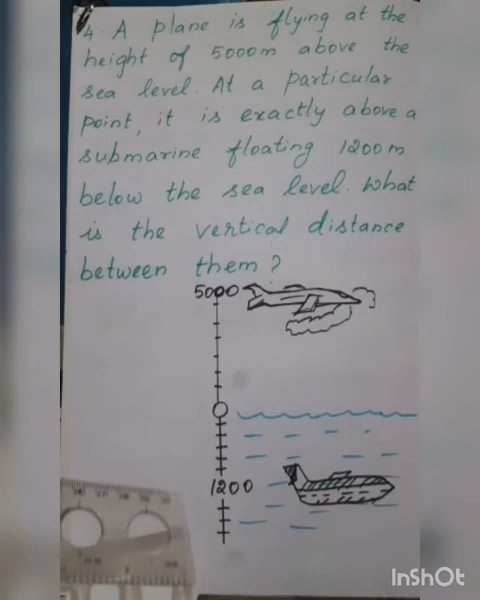 4. A plane is flying at the
height of 5000m above the
sea level. At a particular
point, it is exactly above a
submarine floating 1200m
below the sea level. What
is the vertical distance
between them?
5000
1200
InShOt